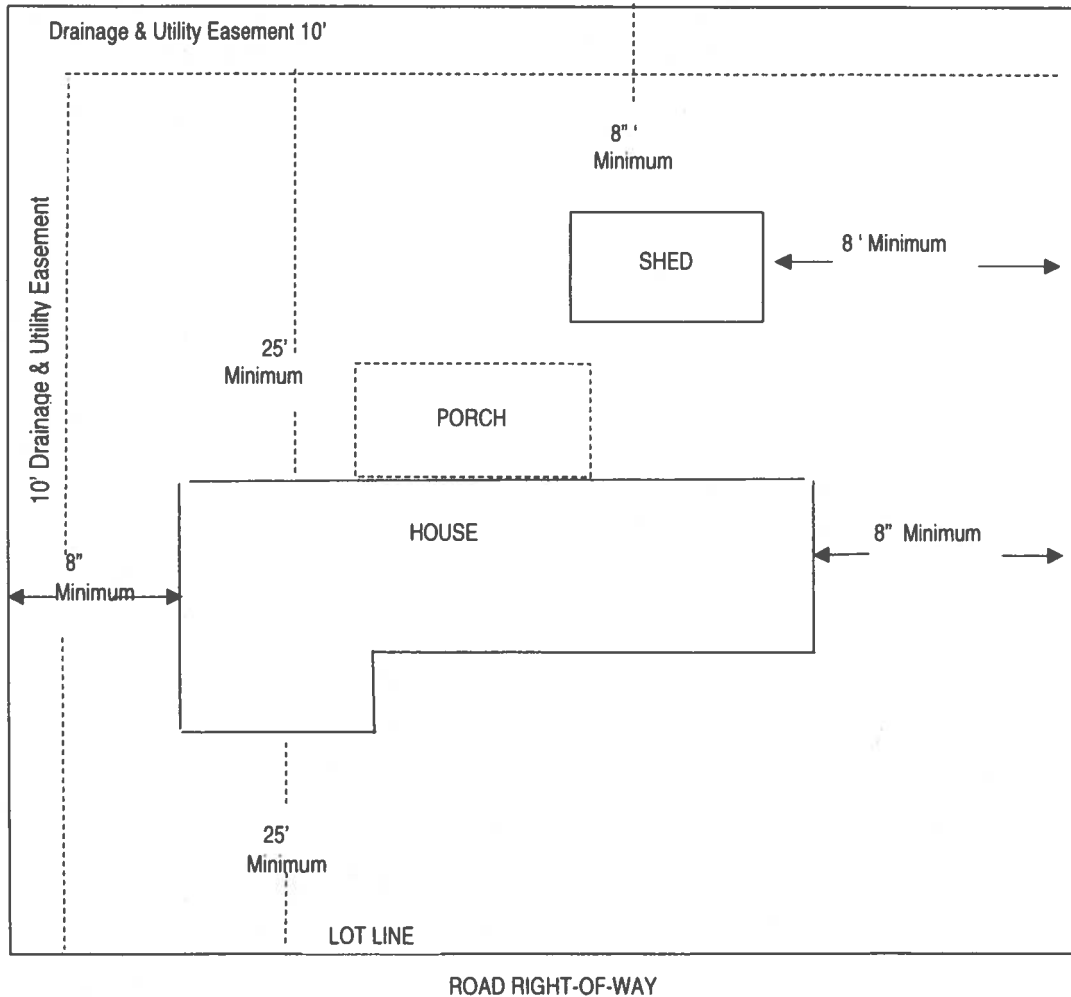 Drainage & Utility Easement 10'
8" '
Minimum
10' Drainage & Utility Easement
SHED
8 ' Minimum
25'
Minimum
PORCH
HOUSE
8" Minimum
8"
Minimum
25'
Minimum
LOT LINE
ROAD RIGHT-OF-WAY